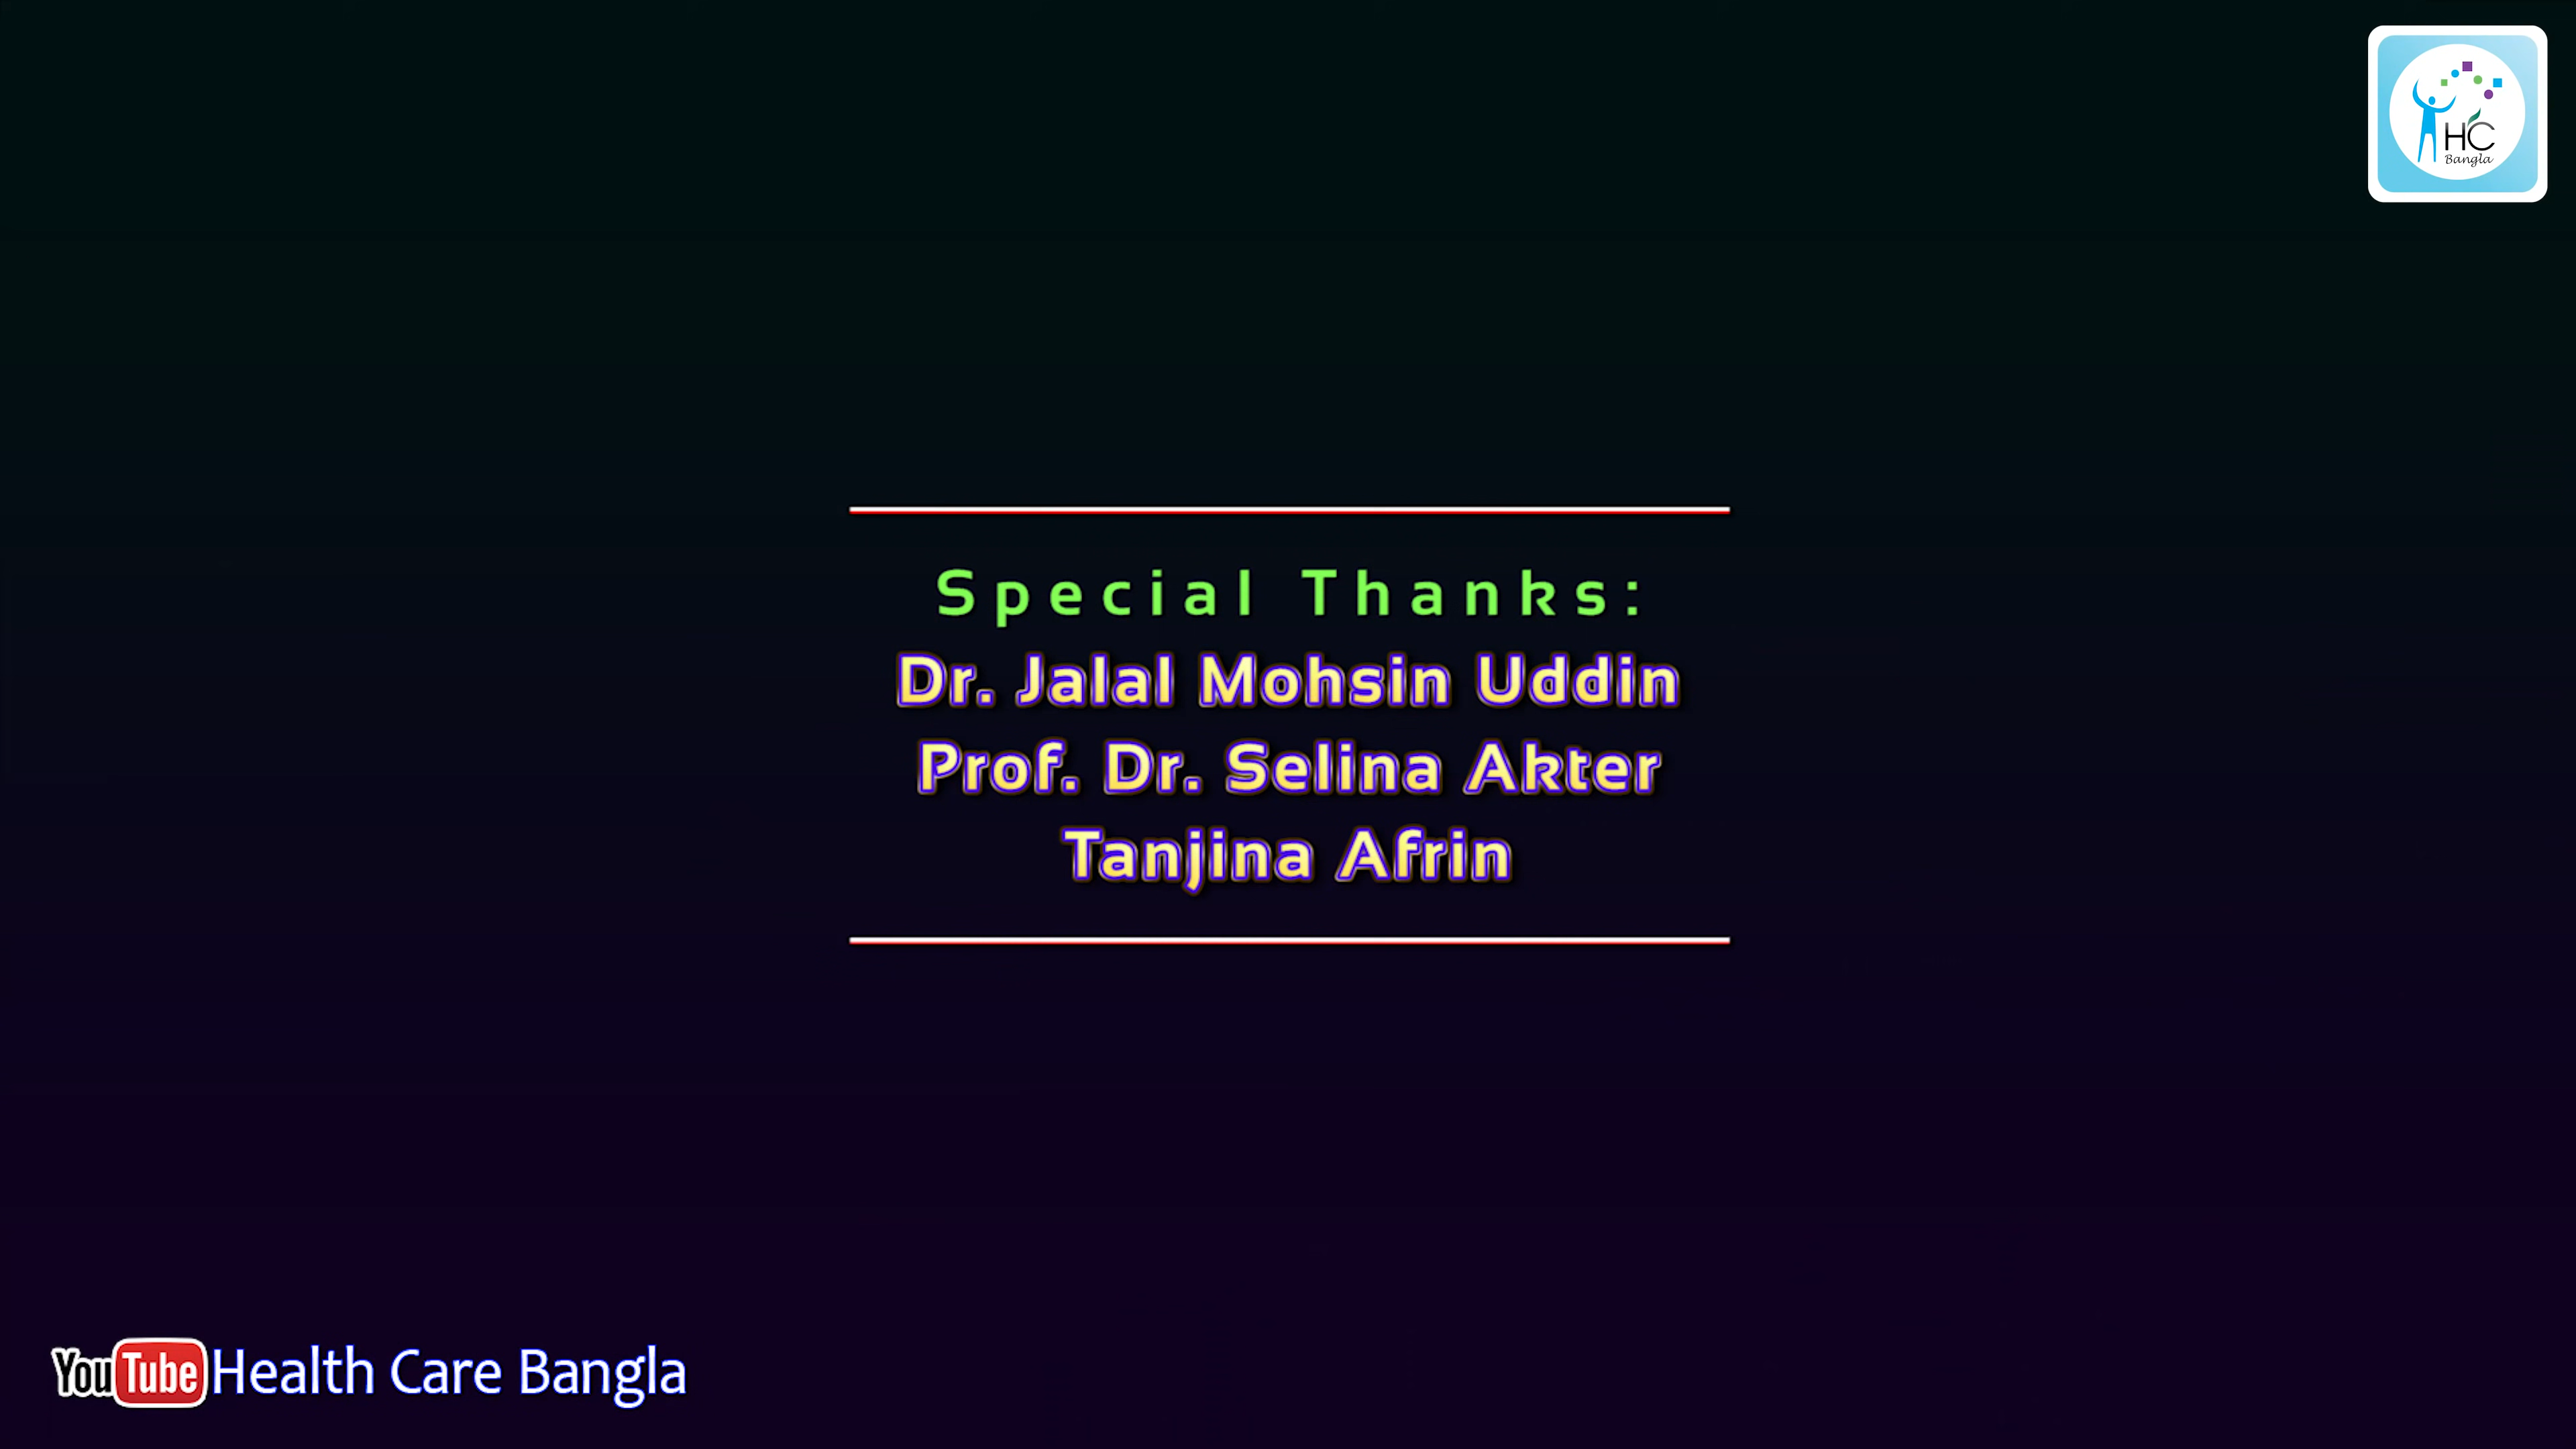 HC
Bangla
Special Thanks:
Dr. Jalal Mohsin Uddin
Prof. Dr. Selina Akter
Tanjina Afrin
YouTube Health Care Bangla